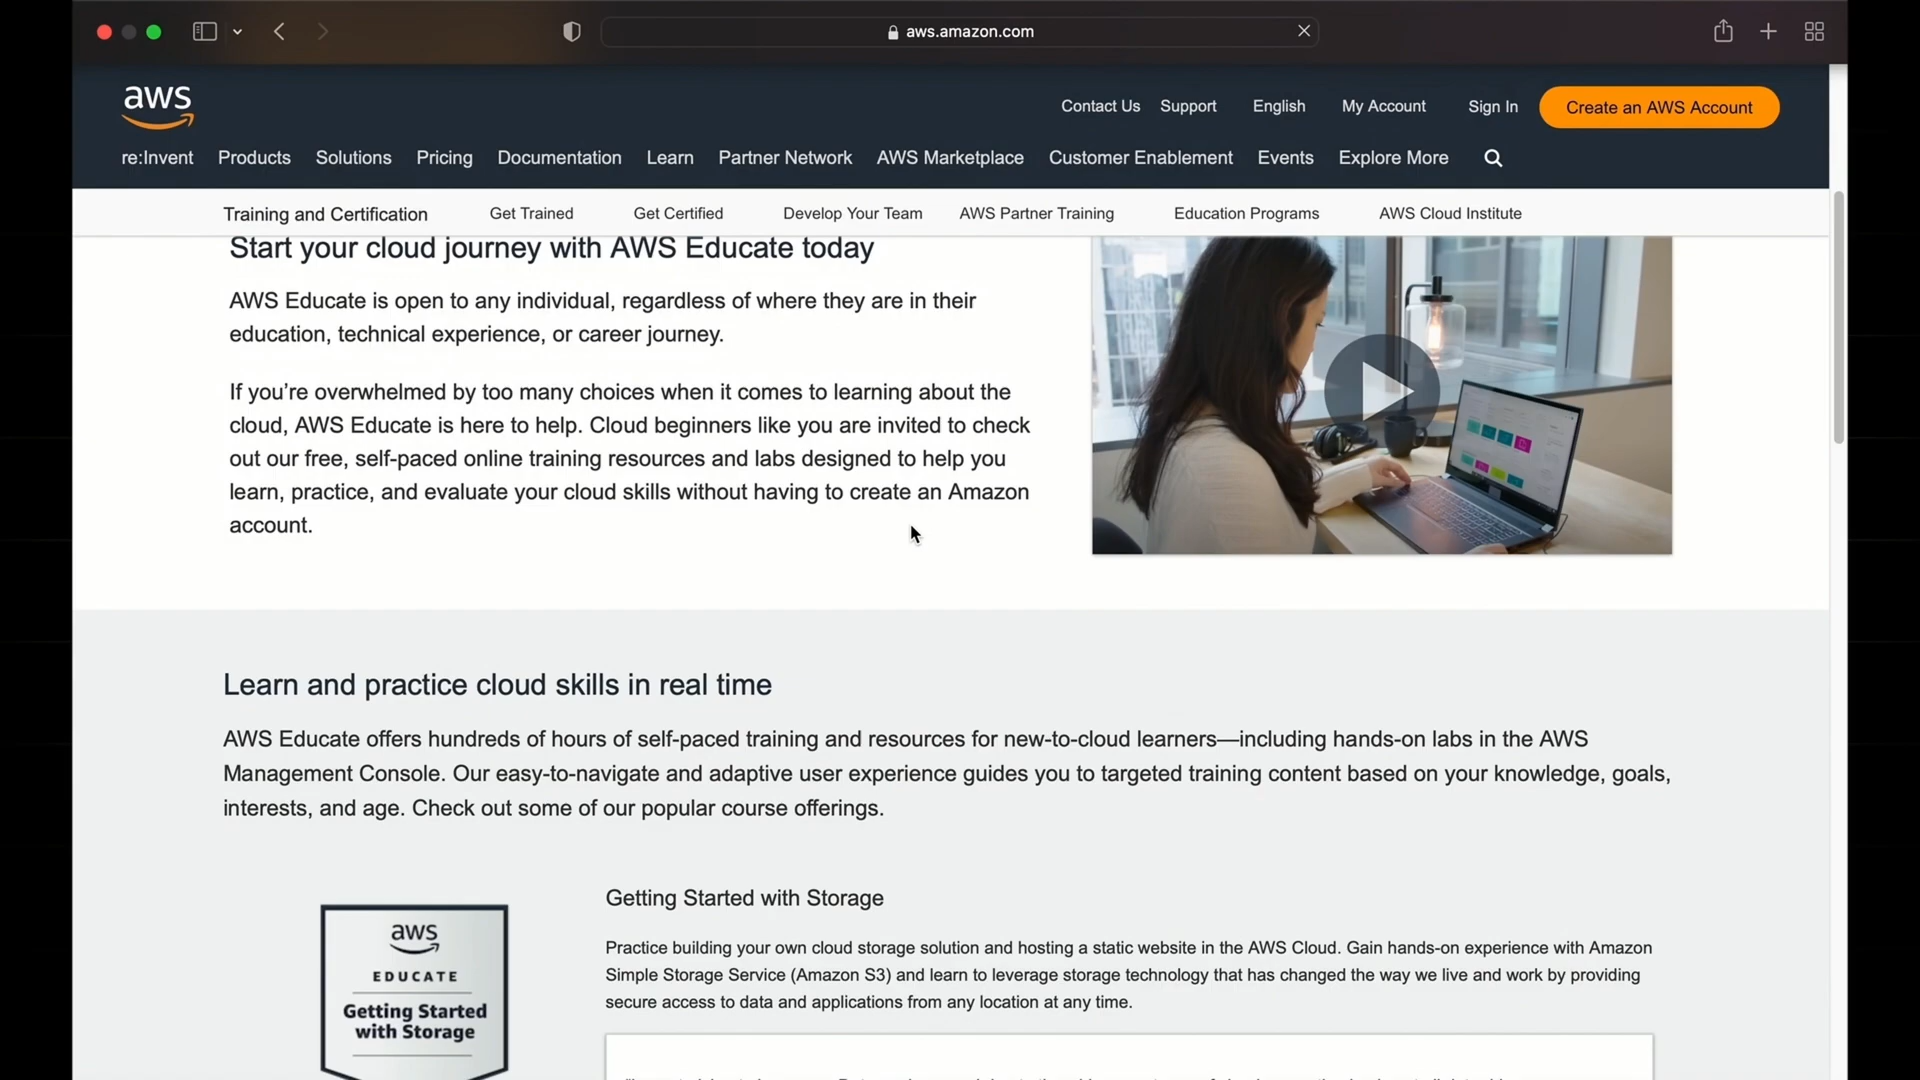 aws.amazon.com
aws
Contact Us Support English My Account Sign In Create an AWS Account
re:Invent Products Solutions Pricing Documentation Learn Partner Network AWS Marketplace Customer Enablement Events Explore More
Training and Certification Get Trained Get Certified Develop Your Team AWS Partner Training Education Programs AWS Cloud Institute
Start your cloud journey with AWS Educate today
AWS Educate is open to any individual, regardless of where they are in their
education, technical experience, or career journey.
If you’re overwhelmed by too many choices when it comes to learning about the
cloud, AWS Educate is here to help. Cloud beginners like you are invited to check
out our free, self-paced online training resources and labs designed to help you
learn, practice, and evaluate your cloud skills without having to create an Amazon
account.
Learn and practice cloud skills in real time
AWS Educate offers hundreds of hours of self-paced training and resources for new-to-cloud learners—including hands-on labs in the AWS
Management Console. Our easy-to-navigate and adaptive user experience guides you to targeted training content based on your knowledge, goals,
interests, and age. Check out some of our popular course offerings.
aws
EDUCATE
Getting Started
with Storage
Getting Started with Storage
Practice building your own cloud storage solution and hosting a static website in the AWS Cloud. Gain hands-on experience with Amazon
Simple Storage Service (Amazon S3) and learn to leverage storage technology that has changed the way we live and work by providing
secure access to data and applications from any location at any time.